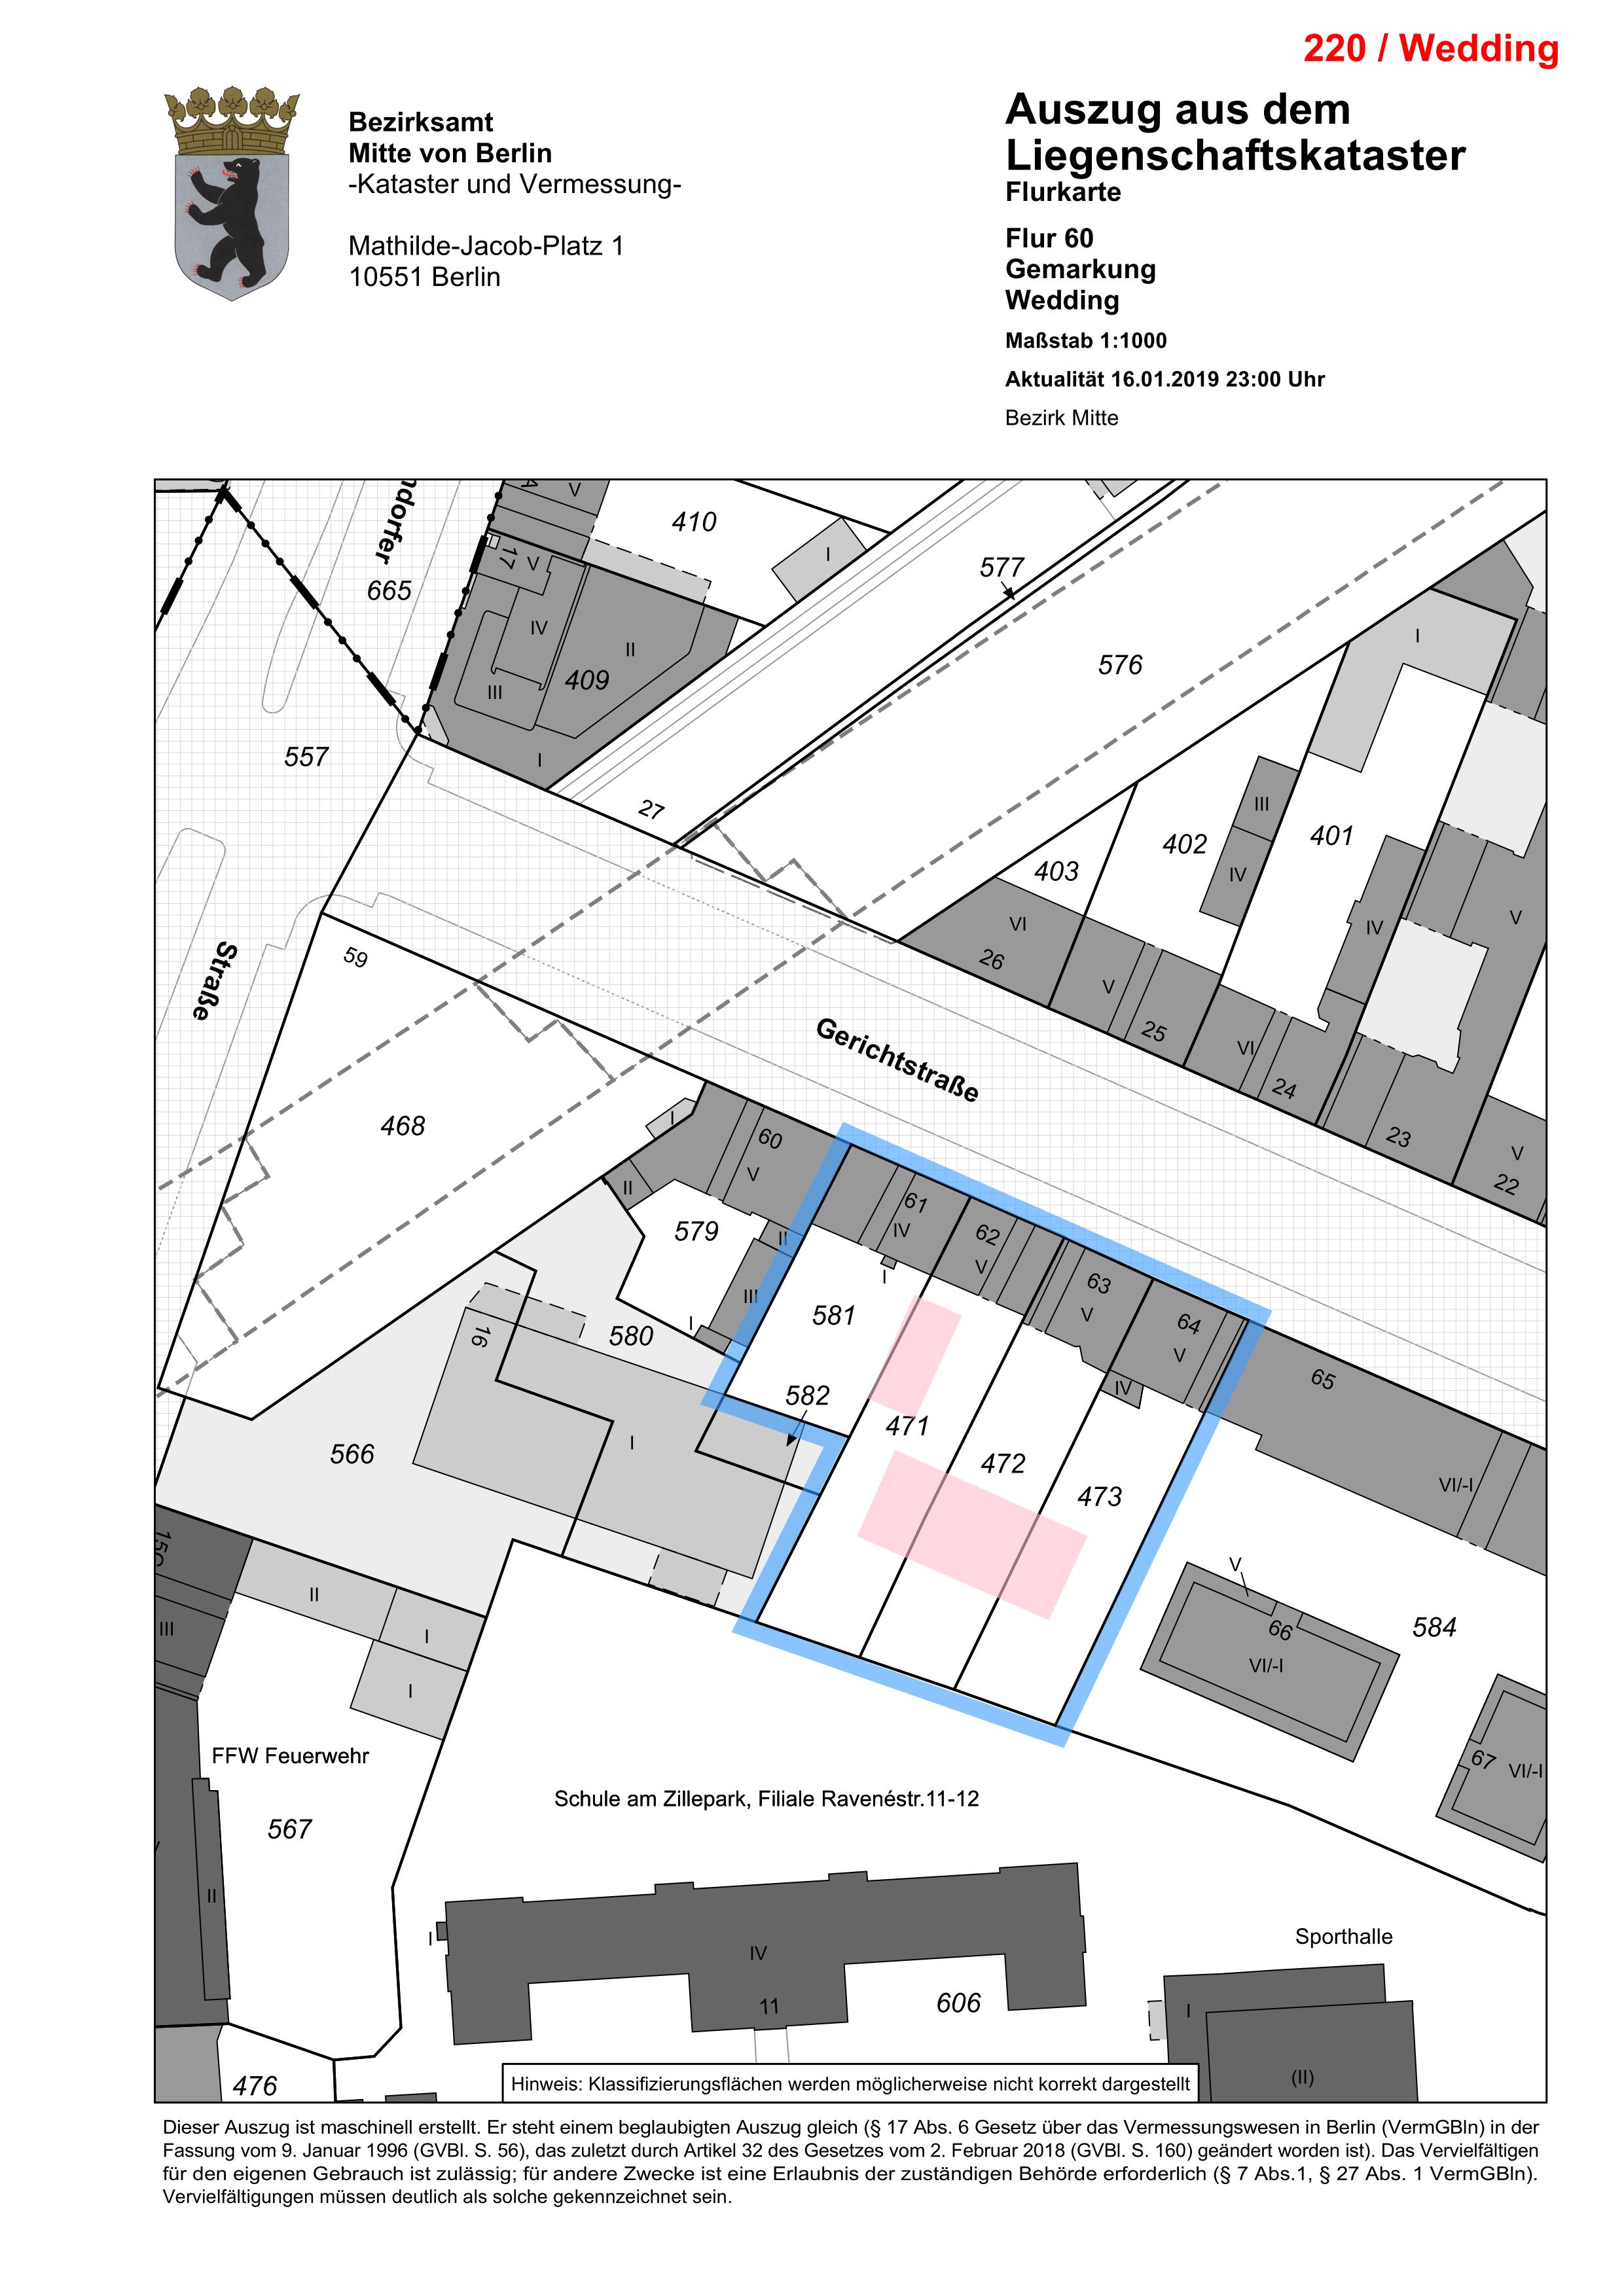 220 / Wedding
Bezirksamt
Mitte von Berlin
-Kataster und Vermessung-
Mathilde-Jacob-Platz 1
10551 Berlin
Auszug aus dem
Liegenschaftskataster
Flurkarte
Flur 60
Gemarkung
Wedding
Maßstab 1:1000
Aktualität 16.01.2019 23:00 Uhr
Bezirk Mitte
ndorfer
665
V
410
I
17
V
IV
II
III
409
I
577
576
I
557
27
III
402
401
403
IV
VI
26
V
25
IV
V
VI
24
23
V
22
Straße
59
Gerichtstraße
468
I
60
V
II
579
II
III
I
61
IV
I
62
V
63
V
64
V
IV
65
VI/-I
581
580
16
582
I
471
472
473
566
V
66
VI/-I
584
67
VI/-I
15C
III
II
I
I
FFW Feuerwehr
567
II
Schule am Zillepark, Filiale Ravenéstr.11-12
I
IV
11
606
Sporthalle
I
(II)
476
Hinweis: Klassifizierungsflächen werden möglicherweise nicht korrekt dargestellt
Dieser Auszug ist maschinell erstellt. Er steht einem beglaubigten Auszug gleich (§ 17 Abs. 6 Gesetz über das Vermessungswesen in Berlin (VermGBln) in der
Fassung vom 9. Januar 1996 (GVBl. S. 56), das zuletzt durch Artikel 32 des Gesetzes vom 2. Februar 2018 (GVBl. S. 160) geändert worden ist). Das Vervielfältigen
für den eigenen Gebrauch ist zulässig; für andere Zwecke ist eine Erlaubnis der zuständigen Behörde erforderlich (§ 7 Abs.1, § 27 Abs. 1 VermGBln).
Vervielfältigungen müssen deutlich als solche gekennzeichnet sein.